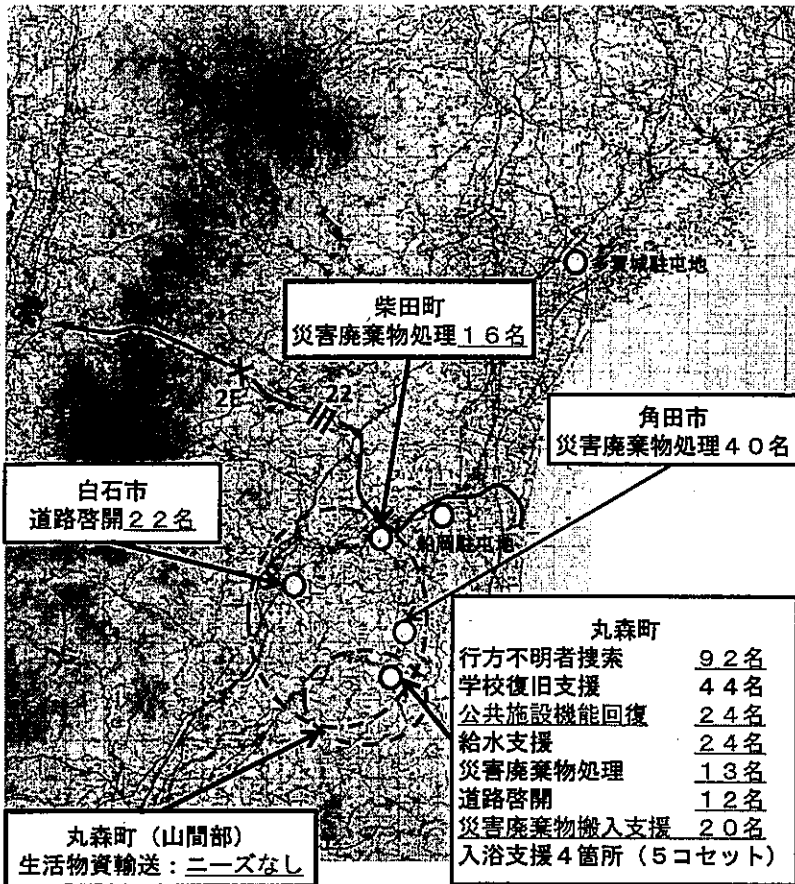 多賀城駐屯地
柴田町
災害廃棄物処理16名
2F
22
角田市
災害廃棄物処理40名
白石市
道路啓開22名
船岡駐屯地
丸森町
行方不明者捜索 92名
学校復旧支援 44名
公共施設機能回復 24名
給水支援 24名
災害廃棄物処理 13名
道路啓開 12名
災害廃棄物搬入支援 20名
入浴支援4箇所(5コセット)
丸森町(山間部)
生活物資輸送:ニーズなし